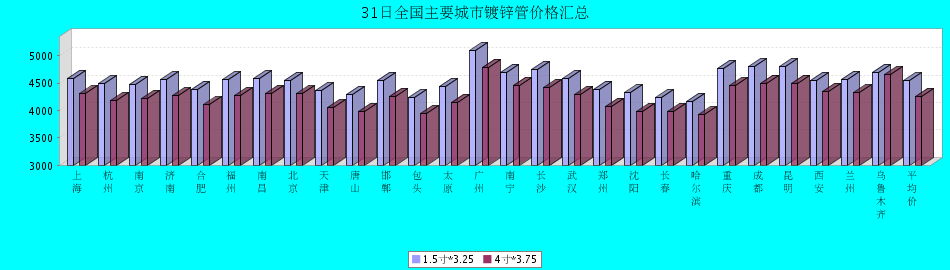 31日全国主要城市镀锌管价格汇总
5000
4500
4000
3500
3000
上海 杭州 南京 济南 合肥 福州 南昌 北京 天津 唐山 邯郸 包头 太原 广州 南宁 长沙 武汉 郑州 沈阳 长春 哈尔滨 重庆 成都 昆明 西安 兰州 乌鲁木齐 平均价
1.5寸*3.25 4寸*3.75